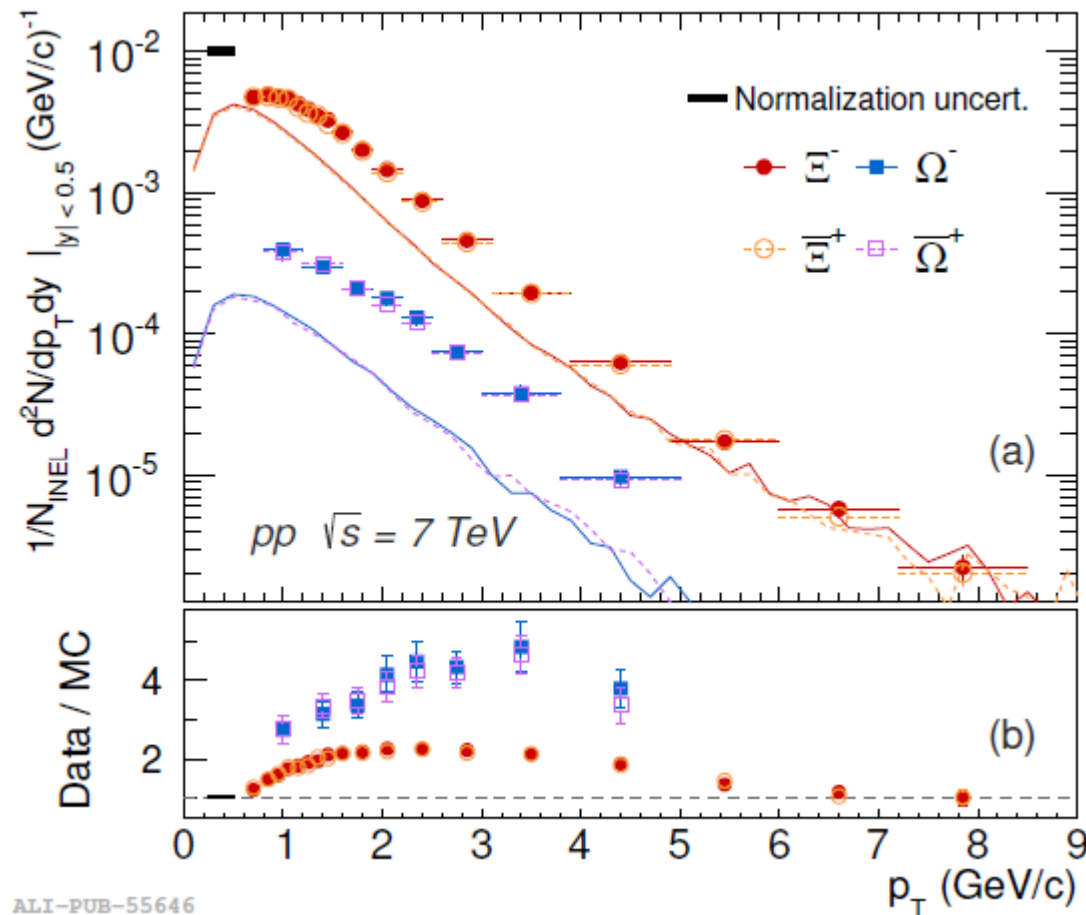 1/N_INEL d²N/dp_Tdy |_|y|<0.5 (GeV/c)⁻¹
10⁻²
10⁻³
10⁻⁴
10⁻⁵
Normalization uncert.
Ξ⁻ Ω⁻
Ξ̅⁺ Ω̅⁺
(a)
pp √s = 7 TeV
Data / MC
4
2
(b)
0 1 2 3 4 5 6 7 8 9
p_T (GeV/c)
ALI-PUB-55646